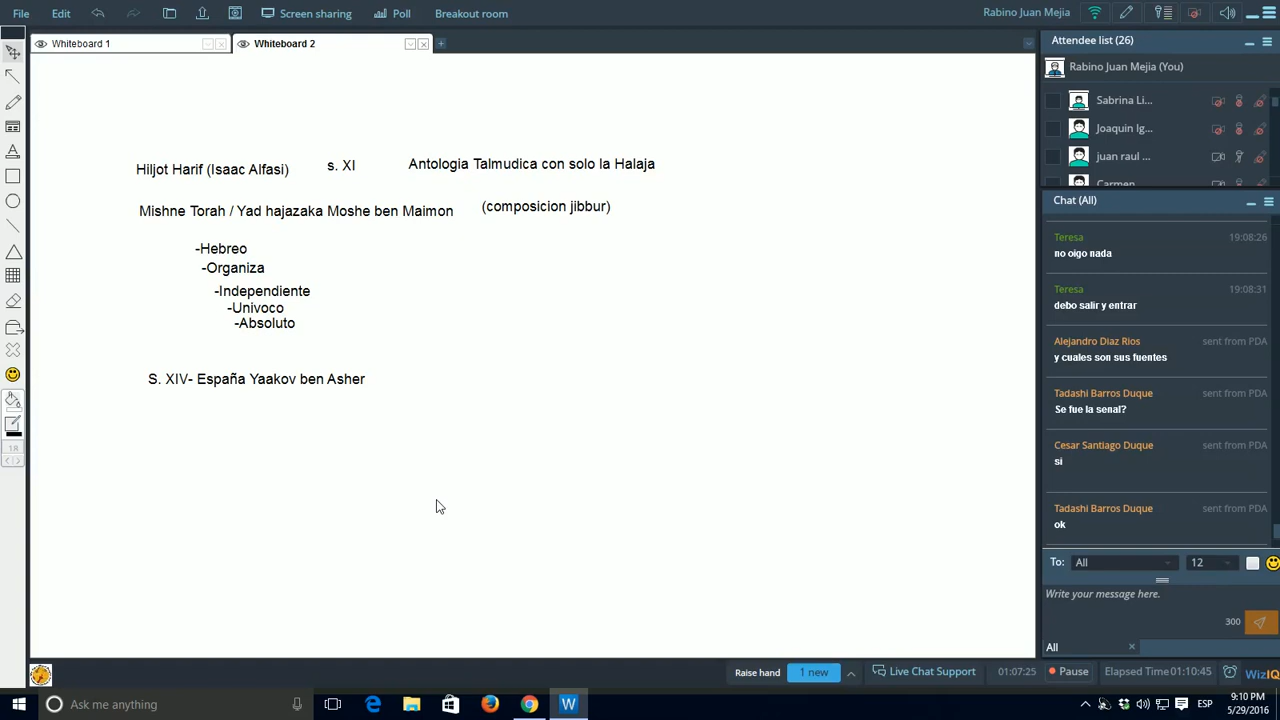 File Edit Screen sharing Poll Breakout room Rabino Juan Mejia
Whiteboard 1 Whiteboard 2
Hiljot Harif (Isaac Alfasi) s. XI Antologia Talmudica con solo la Halaja
Mishne Torah / Yad hajazaka Moshe ben Maimon (composicion jibbur)
-Hebreo
-Organiza
-Independiente
-Univoco
-Absoluto
S. XIV- España Yaakov ben Asher
Attendee list (26)
Rabino Juan Mejia (You)
Sabrina Li...
Joaquin Ig...
juan raul ...
Carmen
Chat (All)
Teresa 19:08:26
no oigo nada
Teresa 19:08:31
debo salir y entrar
Alejandro Diaz Rios sent from PDA
y cuales son sus fuentes
Tadashi Barros Duque sent from PDA
Se fue la senal?
Cesar Santiago Duque sent from PDA
si
Tadashi Barros Duque sent from PDA
ok
To: All 12
Write your message here.
300
All
Raise hand 1 new Live Chat Support 01:07:25 Pause Elapsed Time 01:10:45 WizIQ
Ask me anything
ESP
9:10 PM
5/29/2016